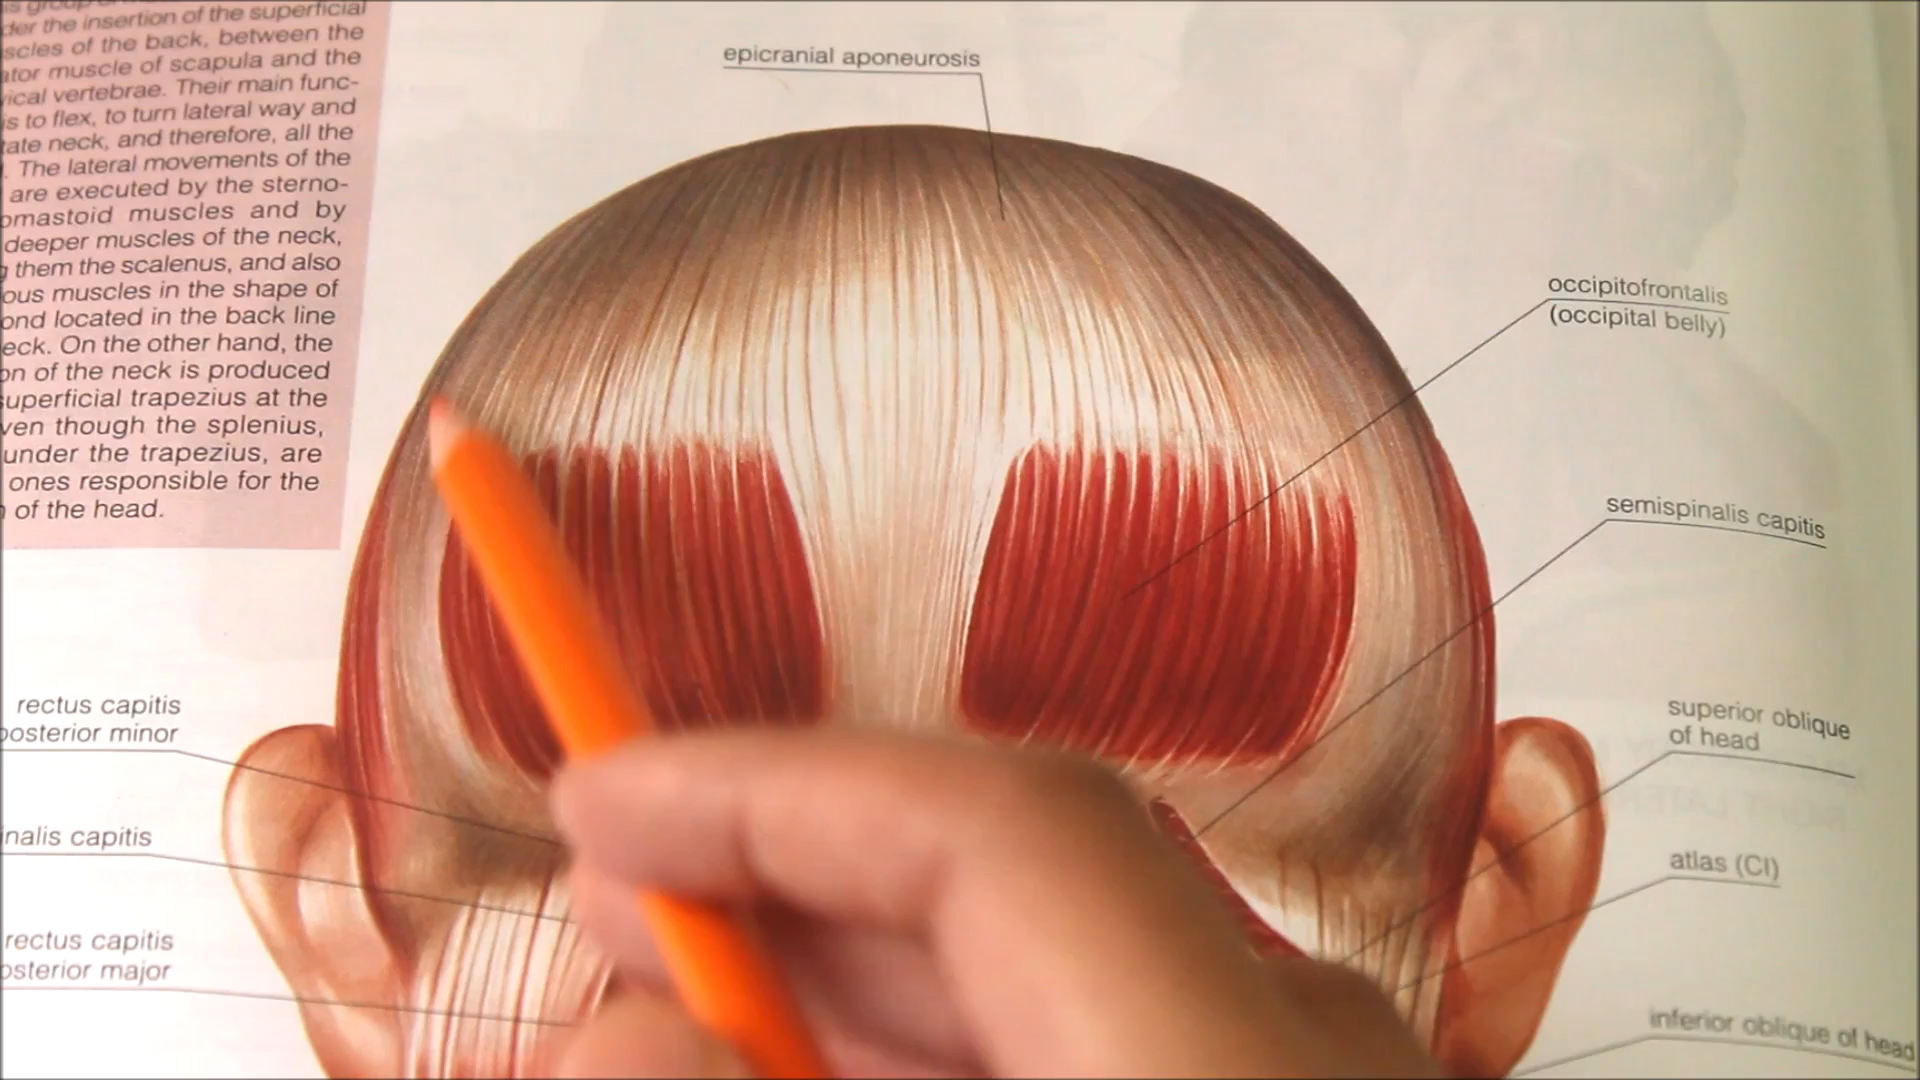 der the insertion of the superficial
scles of the back, between the
ator muscle of scapula and the
vical vertebrae. Their main func-
is to flex, to turn lateral way and
tate neck, and therefore, all the
. The lateral movements of the
are executed by the sterno-
omastoid muscles and by
deeper muscles of the neck,
g them the scalenus, and also
ous muscles in the shape of
ond located in the back line
eck. On the other hand, the
on of the neck is produced
superficial trapezius at the
ven though the splenius,
under the trapezius, are
ones responsible for the
of the head.
epicranial aponeurosis
occipitofrontalis
(occipital belly)
semispinalis capitis
rectus capitis
posterior minor
superior oblique
of head
inalis capitis
atlas (CI)
rectus capitis
osterior major
inferior oblique of head